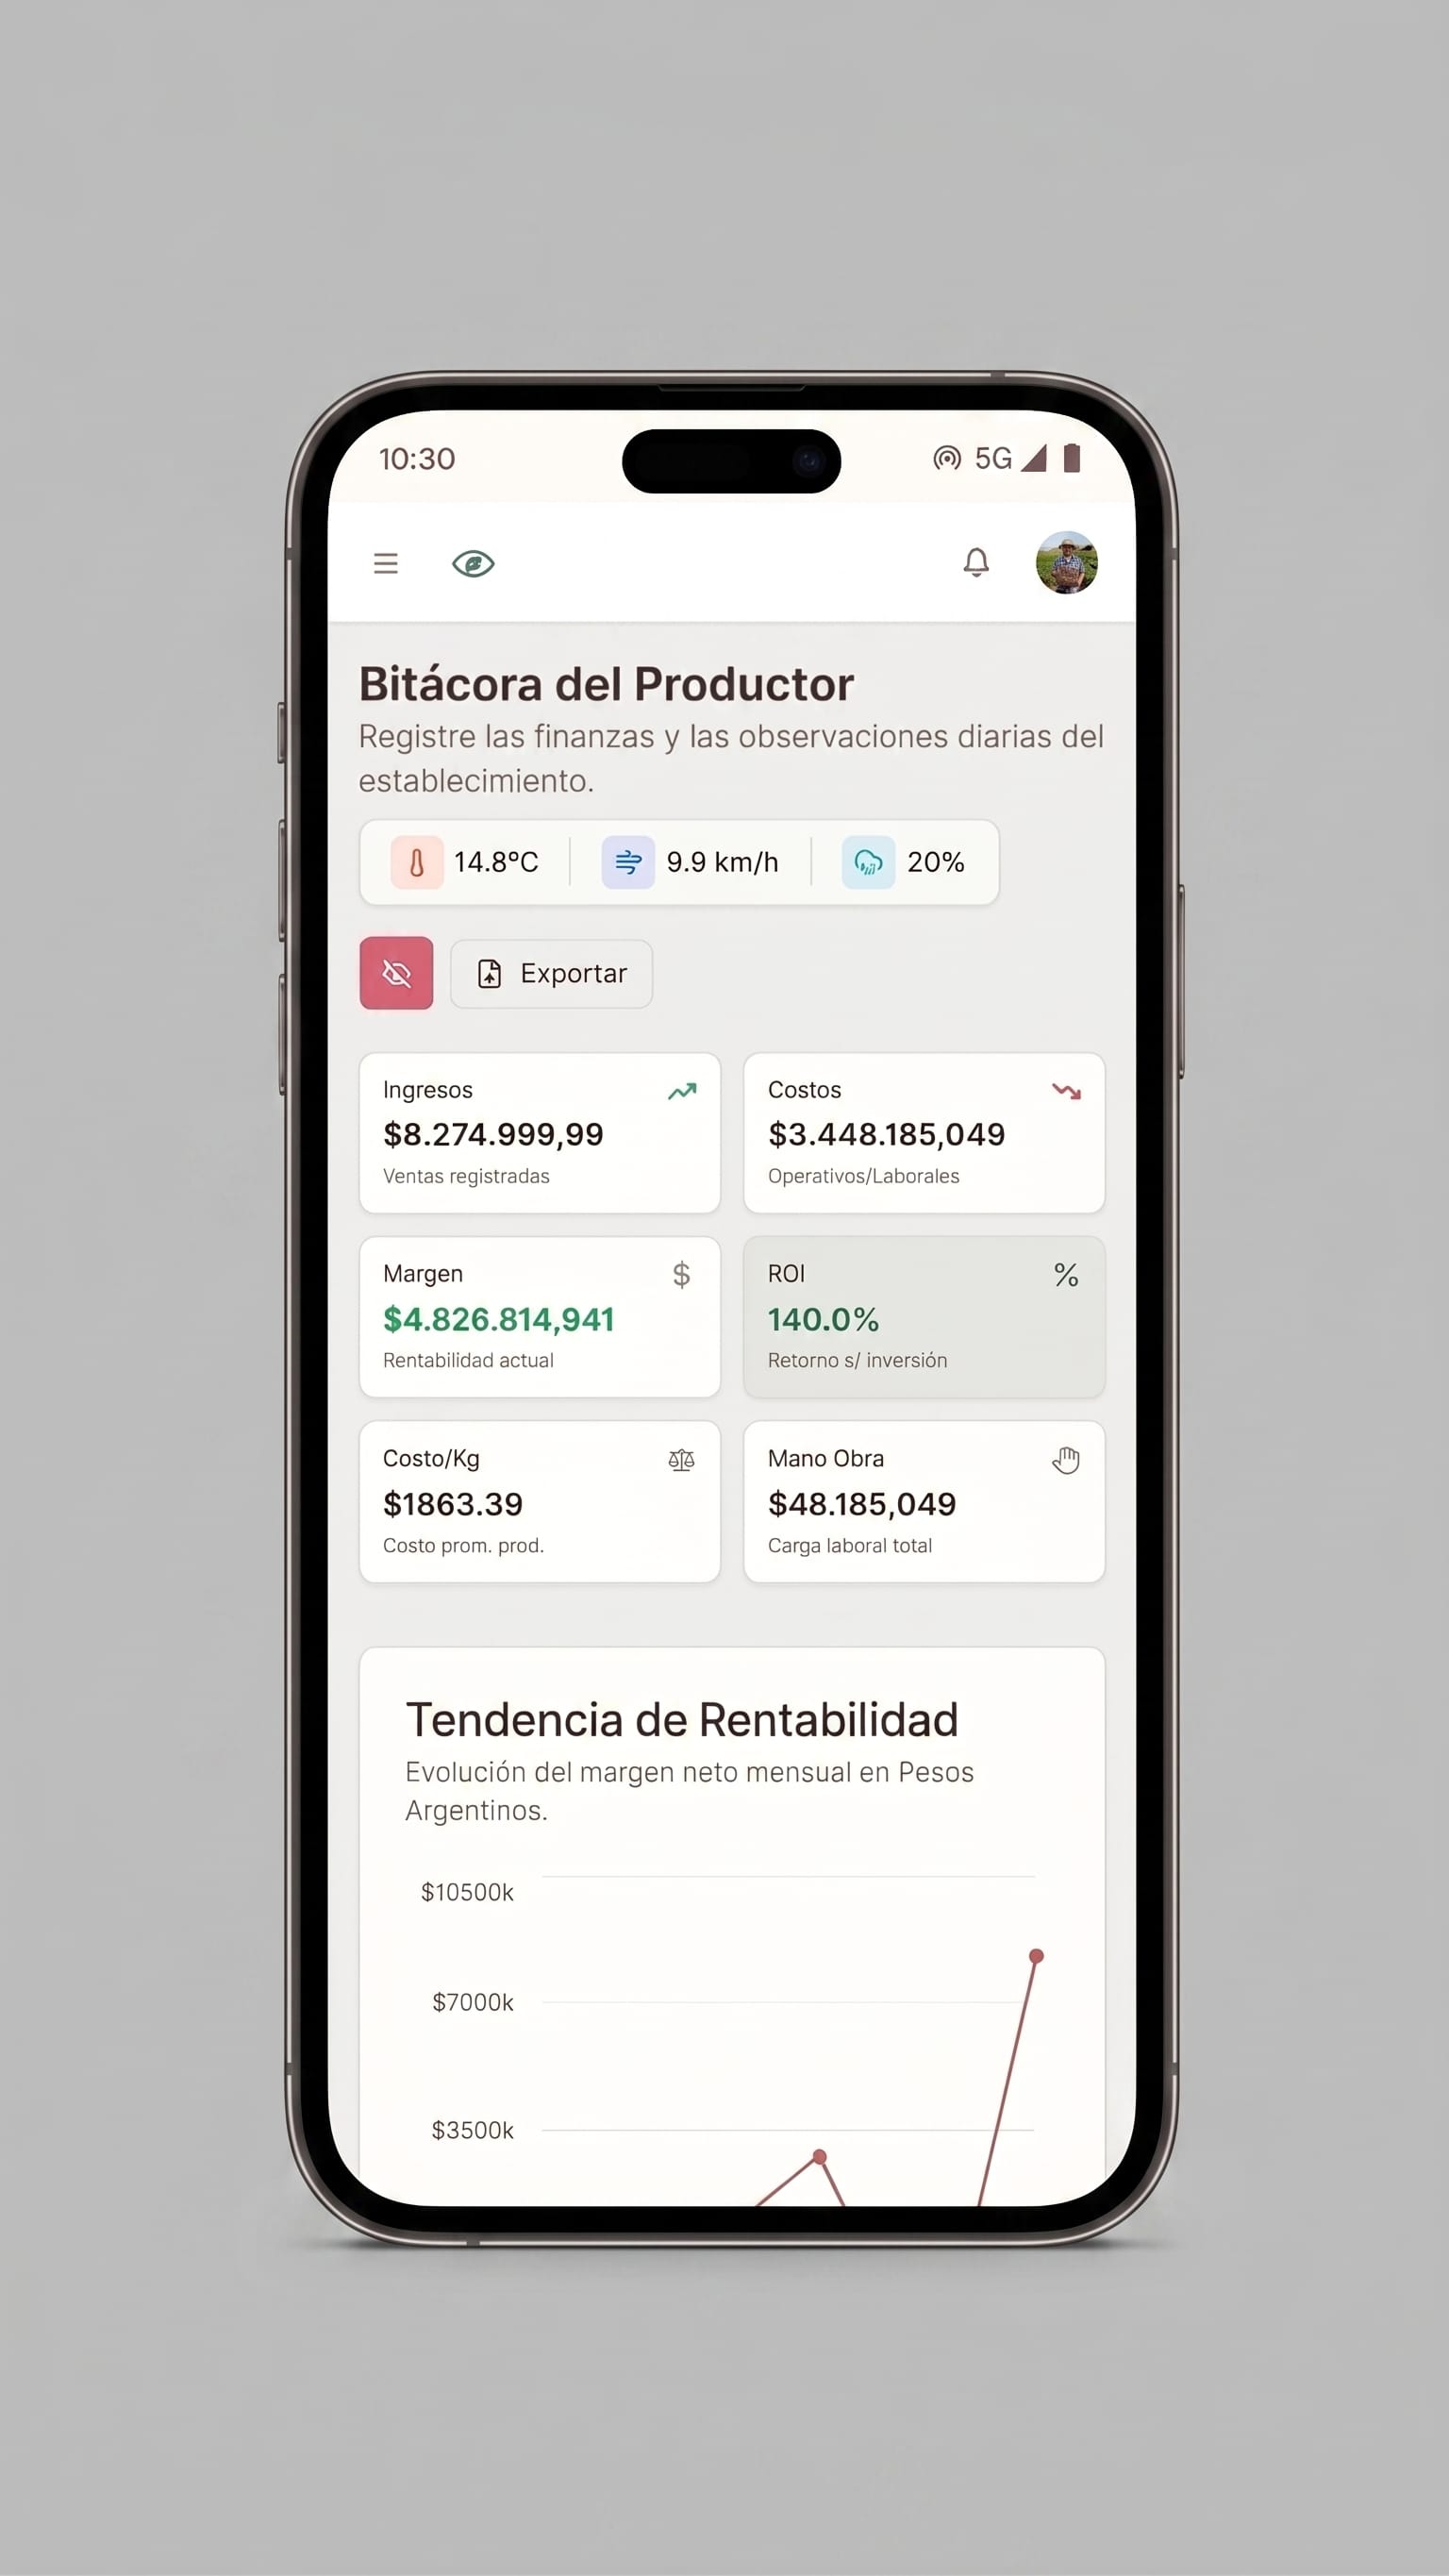 10:30
5G
Bitácora del Productor
Registre las finanzas y las observaciones diarias del
establecimiento.
14.8°C
9.9 km/h
20%
Exportar
Ingresos
$8.274.999,99
Ventas registradas
Costos
$3.448.185,049
Operativos/Laborales
Margen
$
$4.826.814,941
Rentabilidad actual
ROI
%
140.0%
Retorno s/ inversión
Costo/Kg
$1863.39
Costo prom. prod.
Mano Obra
$48.185,049
Carga laboral total
Tendencia de Rentabilidad
Evolución del margen neto mensual en Pesos
Argentinos.
$10500k
$7000k
$3500k